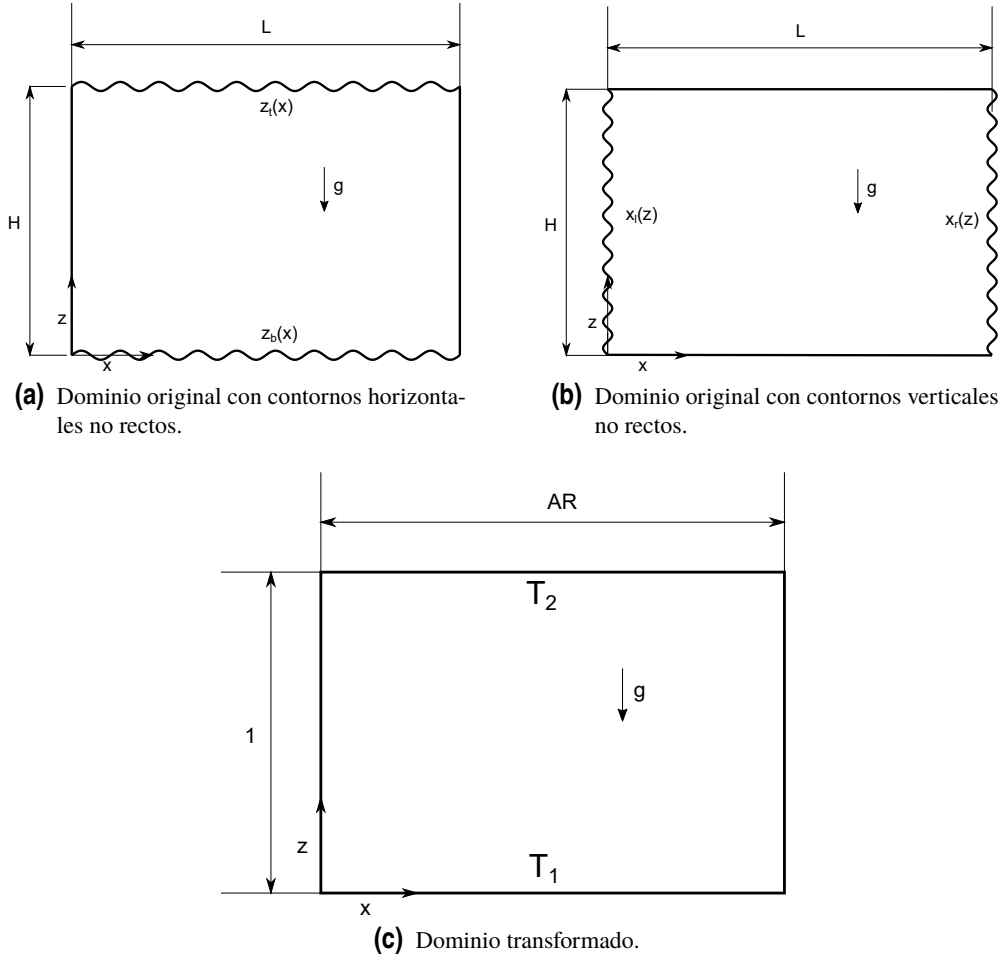 L
z_t(x)
g
H
z
z_b(x)
x
(a) Dominio original con contornos horizonta-
les no rectos.
L
x_l(z)
g
x_r(z)
H
z
x
(b) Dominio original con contornos verticales
no rectos.
AR
T_2
g
1
z
T_1
x
(c) Dominio transformado.